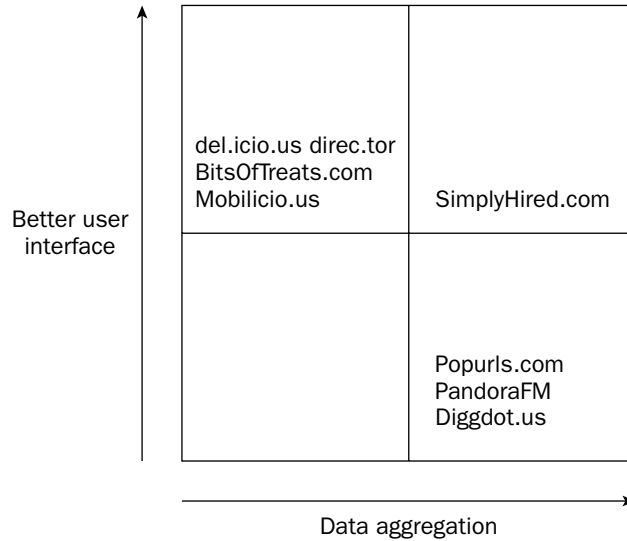 del.icio.us direc.tor
BitsOfTreats.com
Mobilicio.us
SimplyHired.com
Better user
interface
Popurls.com
PandoraFM
Diggdot.us
Data aggregation